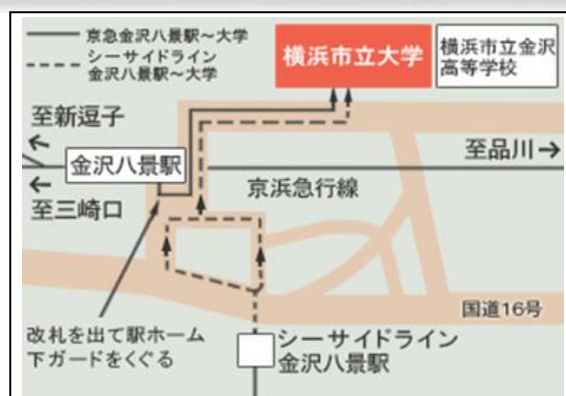 京急金沢八景駅〜大学
シーサイドライン
金沢八景駅〜大学
横浜市立大学
横浜市立金沢
高等学校
至新逗子
金沢八景駅
至品川→
至三崎口
京浜急行線
国道16号
改札を出て駅ホーム
下ガードをくぐる
シーサイドライン
金沢八景駅